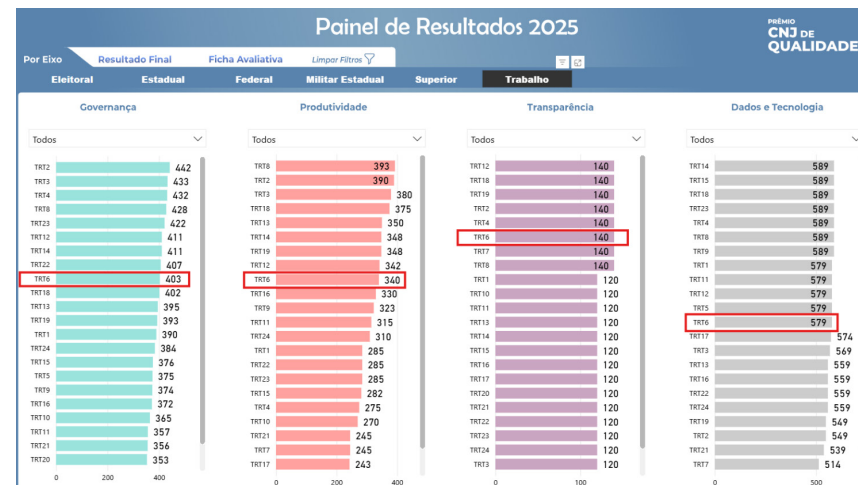 Painel de Resultados 2025
PRÊMIO
CNJ DE
QUALIDADE
Por Eixo Resultado Final Ficha Avaliativa Limpar Filtros
Eleitoral Estadual Federal Militar Estadual Superior Trabalho
Governança
Todos
TRT2 442
TRT3 433
TRT4 432
TRT8 428
TRT23 422
TRT12 411
TRT14 411
TRT22 407
TRT6 403
TRT18 402
TRT13 395
TRT19 393
TRT1 390
TRT24 384
TRT15 376
TRT5 375
TRT9 374
TRT16 372
TRT10 365
TRT11 357
TRT21 356
TRT20 353
0 200 400
Produtividade
Todos
TRT8 393
TRT2 390
TRT3 380
TRT18 375
TRT13 350
TRT14 348
TRT19 348
TRT12 342
TRT6 340
TRT16 330
TRT9 323
TRT11 315
TRT24 310
TRT1 285
TRT22 285
TRT23 285
TRT15 282
TRT4 275
TRT10 270
TRT21 245
TRT7 245
TRT17 243
0 200 400
Transparência
Todos
TRT12 140
TRT18 140
TRT19 140
TRT2 140
TRT4 140
TRT6 140
TRT7 140
TRT8 140
TRT1 120
TRT10 120
TRT11 120
TRT13 120
TRT14 120
TRT15 120
TRT16 120
TRT17 120
TRT20 120
TRT21 120
TRT22 120
TRT23 120
TRT24 120
TRT3 120
0 100
Dados e Tecnologia
Todos
TRT14 589
TRT15 589
TRT18 589
TRT23 589
TRT4 589
TRT8 589
TRT9 589
TRT1 579
TRT11 579
TRT12 579
TRT5 579
TRT6 579
TRT17 574
TRT3 569
TRT13 559
TRT16 559
TRT22 559
TRT24 559
TRT19 549
TRT2 549
TRT21 539
TRT7 514
0 500